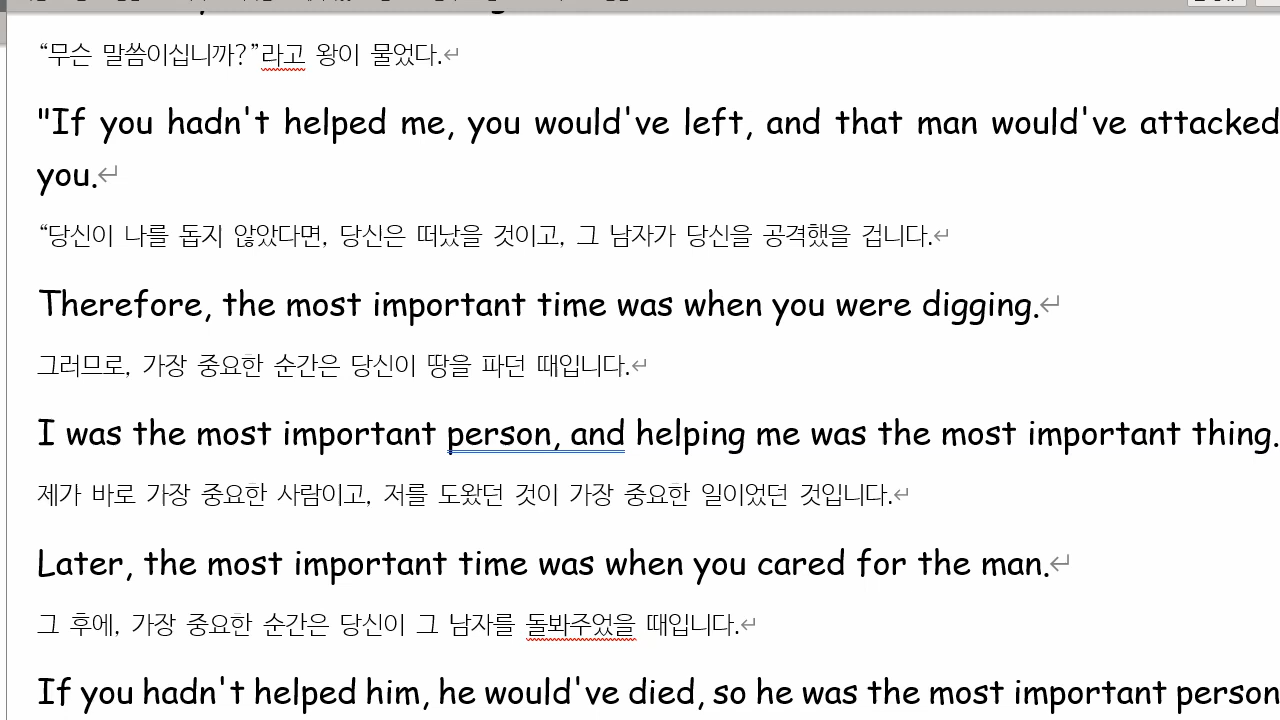 “무슨 말씀이십니까?”라고 왕이 물었다.
"If you hadn't helped me, you would've left, and that man would've attacked
you.
“당신이 나를 돕지 않았다면, 당신은 떠났을 것이고, 그 남자가 당신을 공격했을 겁니다.
Therefore, the most important time was when you were digging.
그러므로, 가장 중요한 순간은 당신이 땅을 파던 때입니다.
I was the most important person, and helping me was the most important thing.
제가 바로 가장 중요한 사람이고, 저를 도왔던 것이 가장 중요한 일이었던 것입니다.
Later, the most important time was when you cared for the man.
그 후에, 가장 중요한 순간은 당신이 그 남자를 돌봐주었을 때입니다.
If you hadn't helped him, he would've died, so he was the most important person